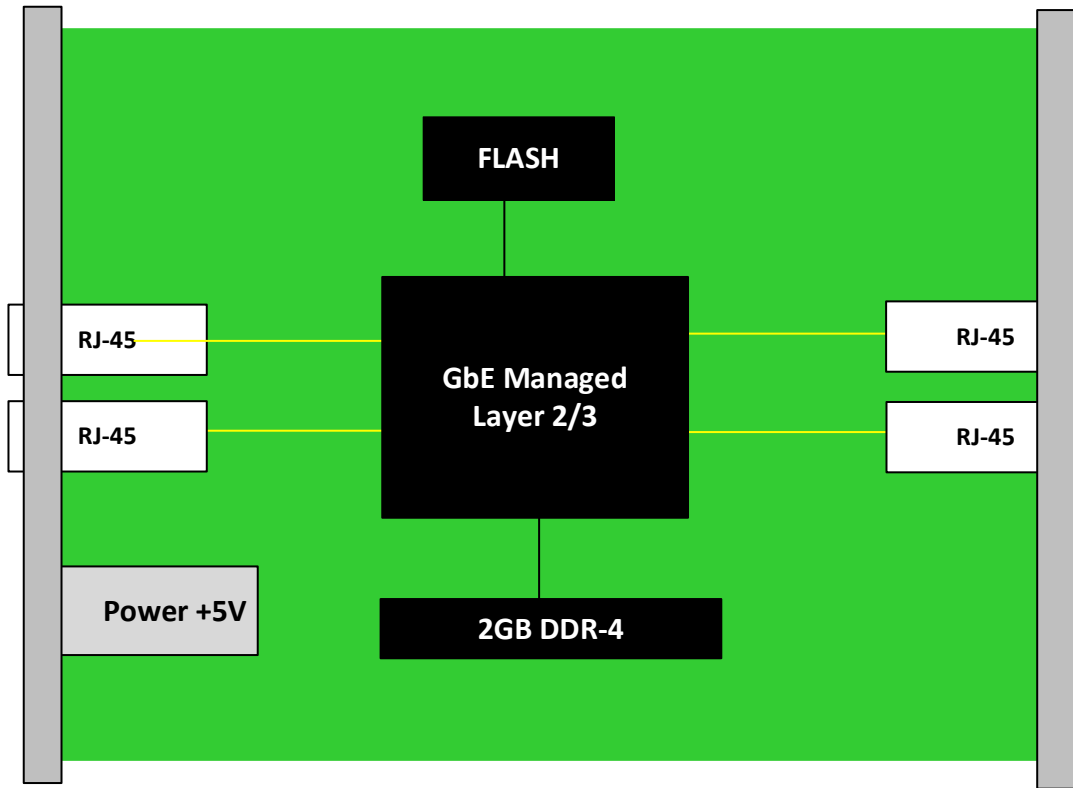 FLASH
RJ-45
RJ-45
GbE Managed
Layer 2/3
RJ-45
RJ-45
Power +5V
2GB DDR-4